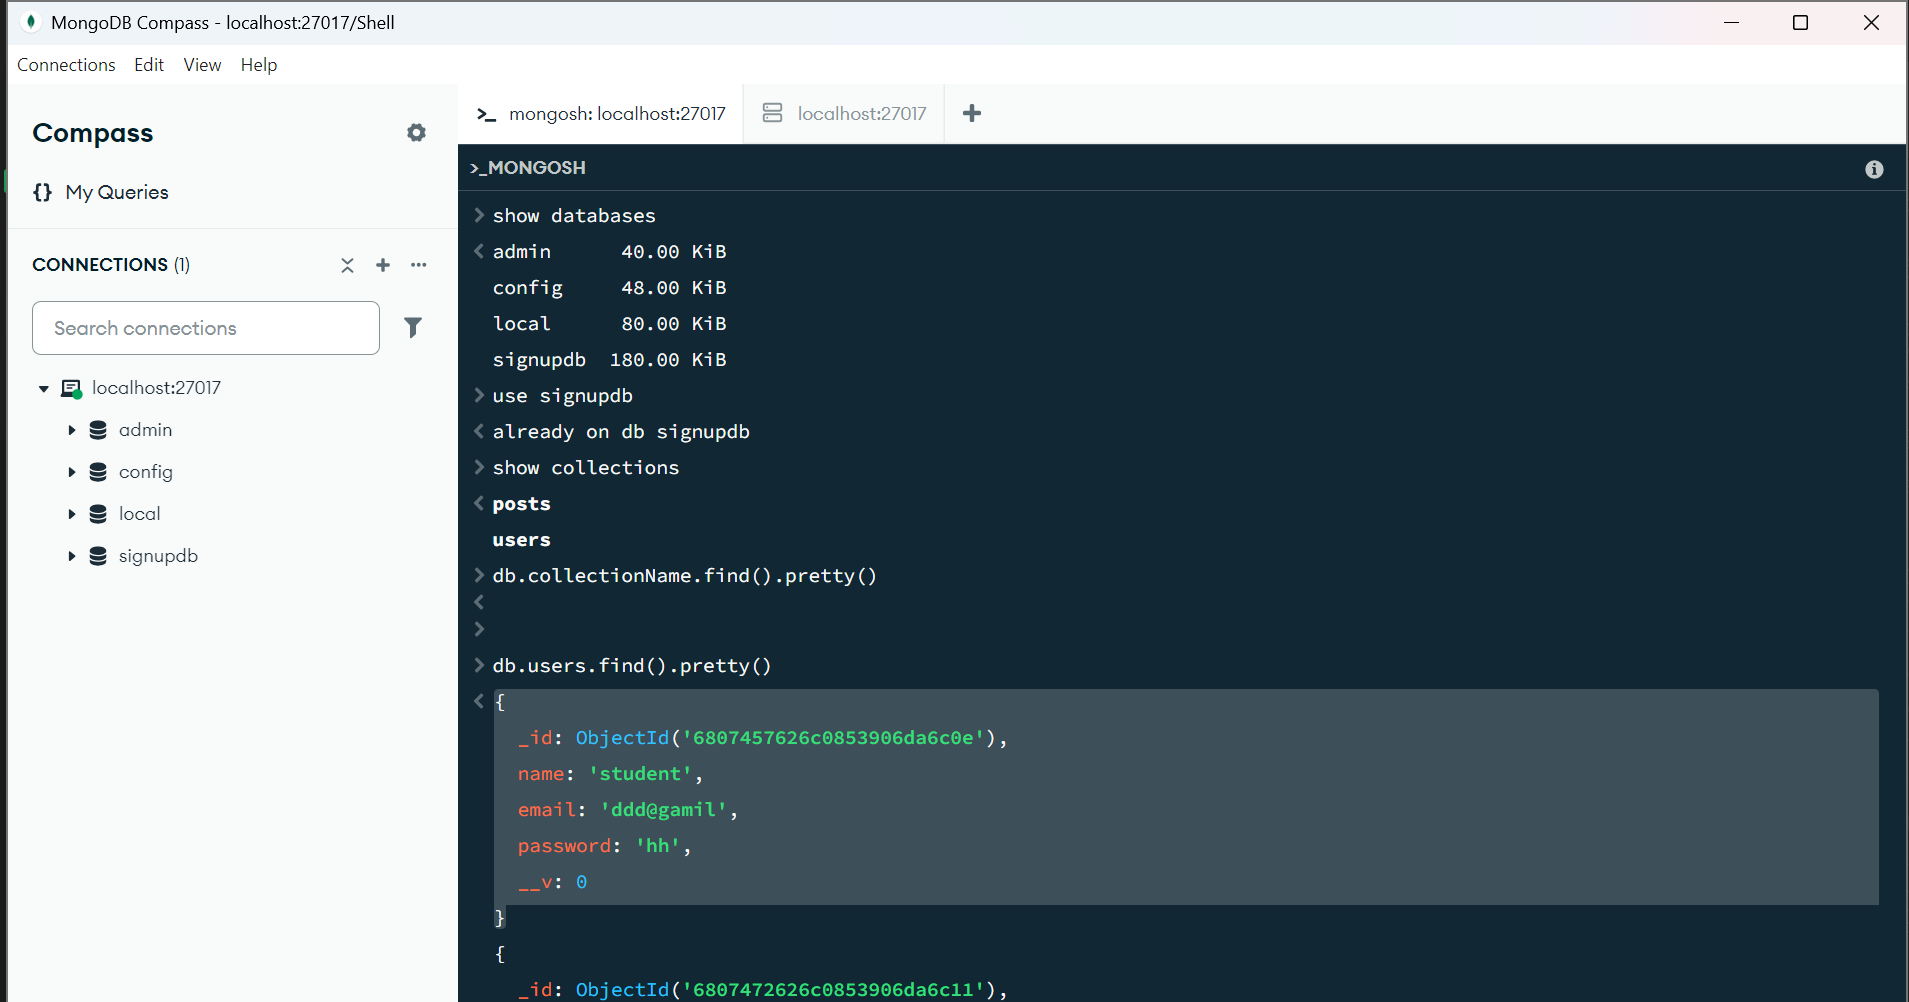 MongoDB Compass - localhost:27017/Shell
Connections Edit View Help
Compass
{} My Queries
CONNECTIONS (1)
Search connections
localhost:27017
admin
config
local
signupdb
>_ mongosh: localhost:27017
localhost:27017
>_MONGOSH
> show databases
< admin 40.00 KiB
config 48.00 KiB
local 80.00 KiB
signupdb 180.00 KiB
> use signupdb
< already on db signupdb
> show collections
< posts
users
> db.collectionName.find().pretty()
<
>
> db.users.find().pretty()
< {
_id: ObjectId('6807457626c0853906da6c0e'),
name: 'student',
email: 'ddd@gamil',
password: 'hh',
__v: 0
}
{
_id: ObjectId('6807472626c0853906da6c11'),